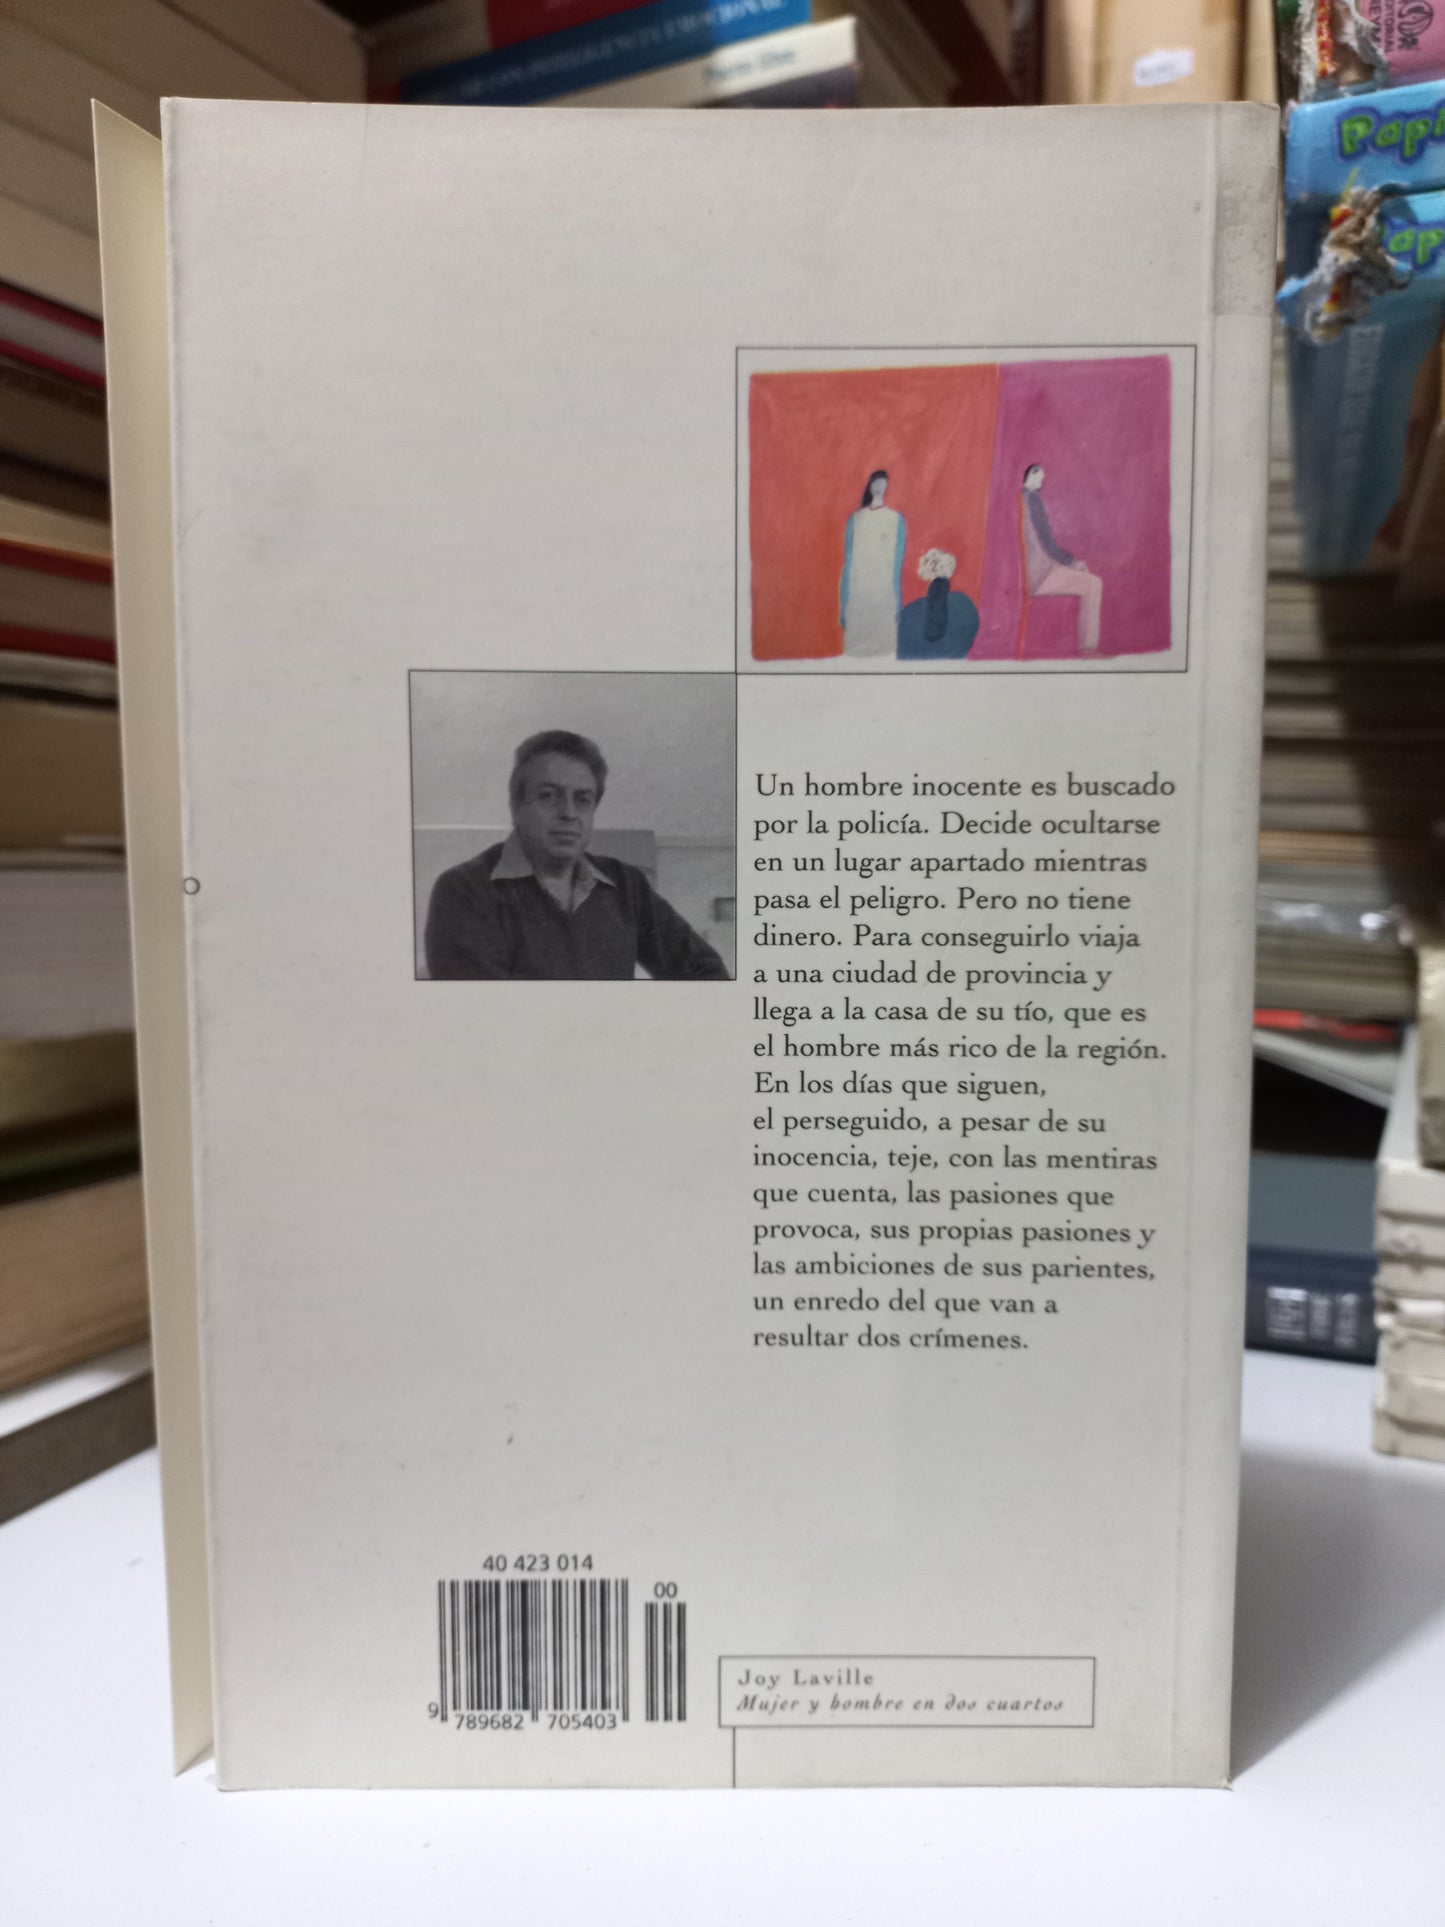 Papi
ap
Un hombre inocente es buscado
por la policía. Decide ocultarse
en un lugar apartado mientras
pasa el peligro. Pero no tiene
dinero. Para conseguirlo viaja
a una ciudad de provincia y
llega a la casa de su tío, que es
el hombre más rico de la región.
En los días que siguen,
el perseguido, a pesar de su
inocencia, teje, con las mentiras
que cuenta, las pasiones que
provoca, sus propias pasiones y
las ambiciones de sus parientes,
un enredo del que van a
resultar dos crímenes.
40 423 014
00
9 789682 705403
Joy Laville
Mujer y hombre en dos cuartos